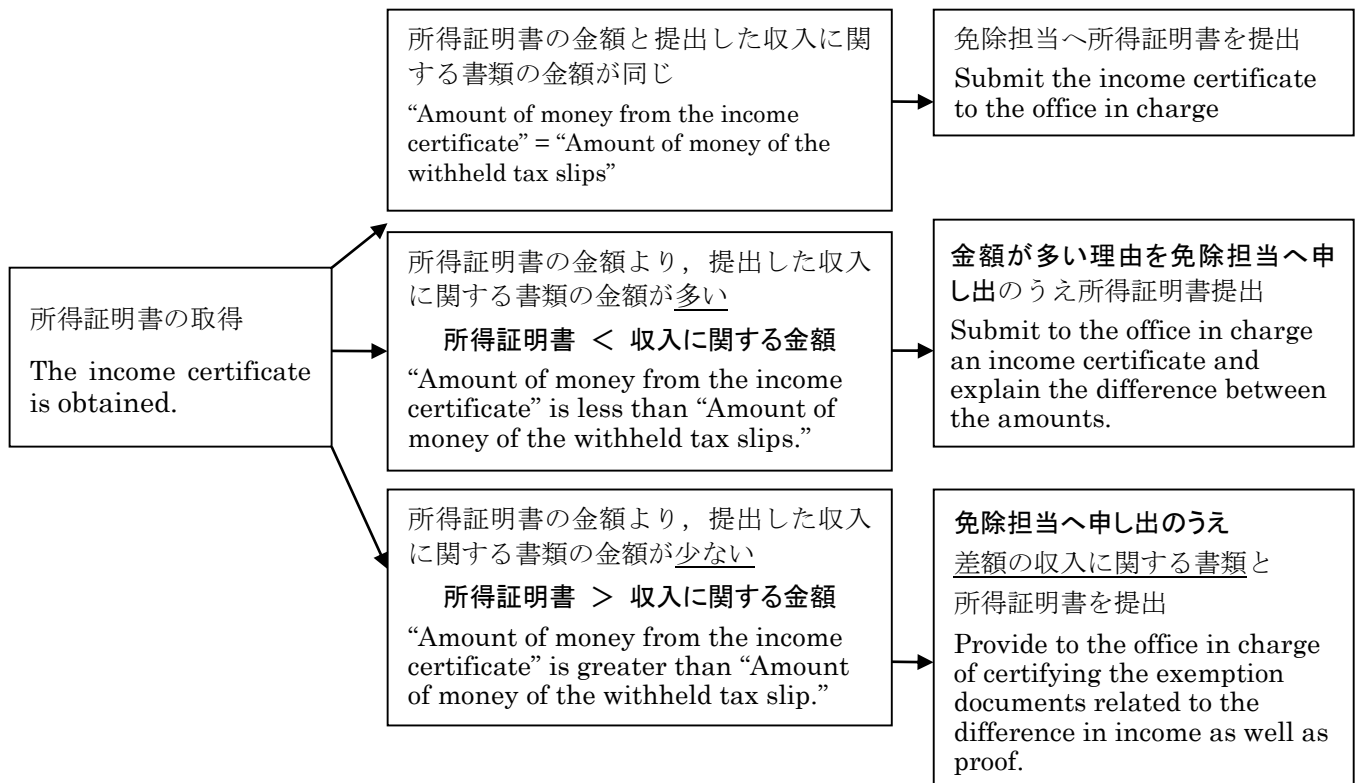 所得証明書の取得
The income certificate
is obtained.
所得証明書の金額と提出した収入に関
する書類の金額が同じ
“Amount of money from the income
certificate” = “Amount of money of the
withheld tax slips”
免除担当へ所得証明書を提出
Submit the income certificate
to the office in charge
所得証明書の金額より，提出した収入
に関する書類の金額が多い
所得証明書 ＜ 収入に関する金額
“Amount of money from the income
certificate” is less than “Amount of
money of the withheld tax slips.”
金額が多い理由を免除担当へ申
し出のうえ所得証明書提出
Submit to the office in charge
an income certificate and
explain the difference between
the amounts.
所得証明書の金額より，提出した収入
に関する書類の金額が少ない
所得証明書 ＞ 収入に関する金額
“Amount of money from the income
certificate” is greater than “Amount
of money of the withheld tax slip.”
免除担当へ申し出のうえ
差額の収入に関する書類と
所得証明書を提出
Provide to the office in charge
of certifying the exemption
documents related to the
difference in income as well as
proof.